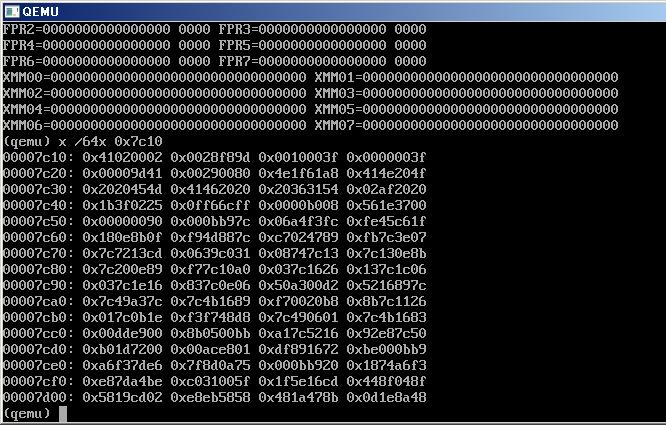 QEMU
FPR2=0000000000000000 0000 FPR3=0000000000000000 0000
FPR4=0000000000000000 0000 FPR5=0000000000000000 0000
FPR6=0000000000000000 0000 FPR7=0000000000000000 0000
XMM00=00000000000000000000000000000000 XMM01=00000000000000000000000000000000
XMM02=00000000000000000000000000000000 XMM03=00000000000000000000000000000000
XMM04=00000000000000000000000000000000 XMM05=00000000000000000000000000000000
XMM06=00000000000000000000000000000000 XMM07=00000000000000000000000000000000
(qemu) x /64x 0x7c10
00007c10: 0x41020002 0x0028f89d 0x0010003f 0x0000003f
00007c20: 0x00009d41 0x00290080 0x4e1f61a8 0x414e204f
00007c30: 0x2020454d 0x41462020 0x20363154 0x02af2020
00007c40: 0x1b3f0225 0x0ff66cff 0x0000b008 0x561e3700
00007c50: 0x00000090 0x000bb97c 0x06a4f3fc 0xfe45c61f
00007c60: 0x180e8b0f 0xf94d887c 0xc7024789 0xfb7c3e07
00007c70: 0x7c7213cd 0x0639c031 0x08747c13 0x7c130e8b
00007c80: 0x7c200e89 0xf77c10a0 0x037c1626 0x137c1c06
00007c90: 0x037c1e16 0x837c0e06 0x50a300d2 0x5216897c
00007ca0: 0x7c49a37c 0x7c4b1689 0xf70020b8 0x8b7c1126
00007cb0: 0x017c0b1e 0xf3f748d8 0x7c490601 0x7c4b1683
00007cc0: 0x00dde900 0x8b0500bb 0xa17c5216 0x92e87c50
00007cd0: 0xb01d7200 0x00ace801 0xdf891672 0xbe000bb9
00007ce0: 0xa6f37de6 0x7f8d0a75 0x000bb920 0x1874a6f3
00007cf0: 0xe87da4be 0xc031005f 0x1f5e16cd 0x448f048f
00007d00: 0x5819cd02 0xe8eb5858 0x481a478b 0x0d1e8a48
(qemu)